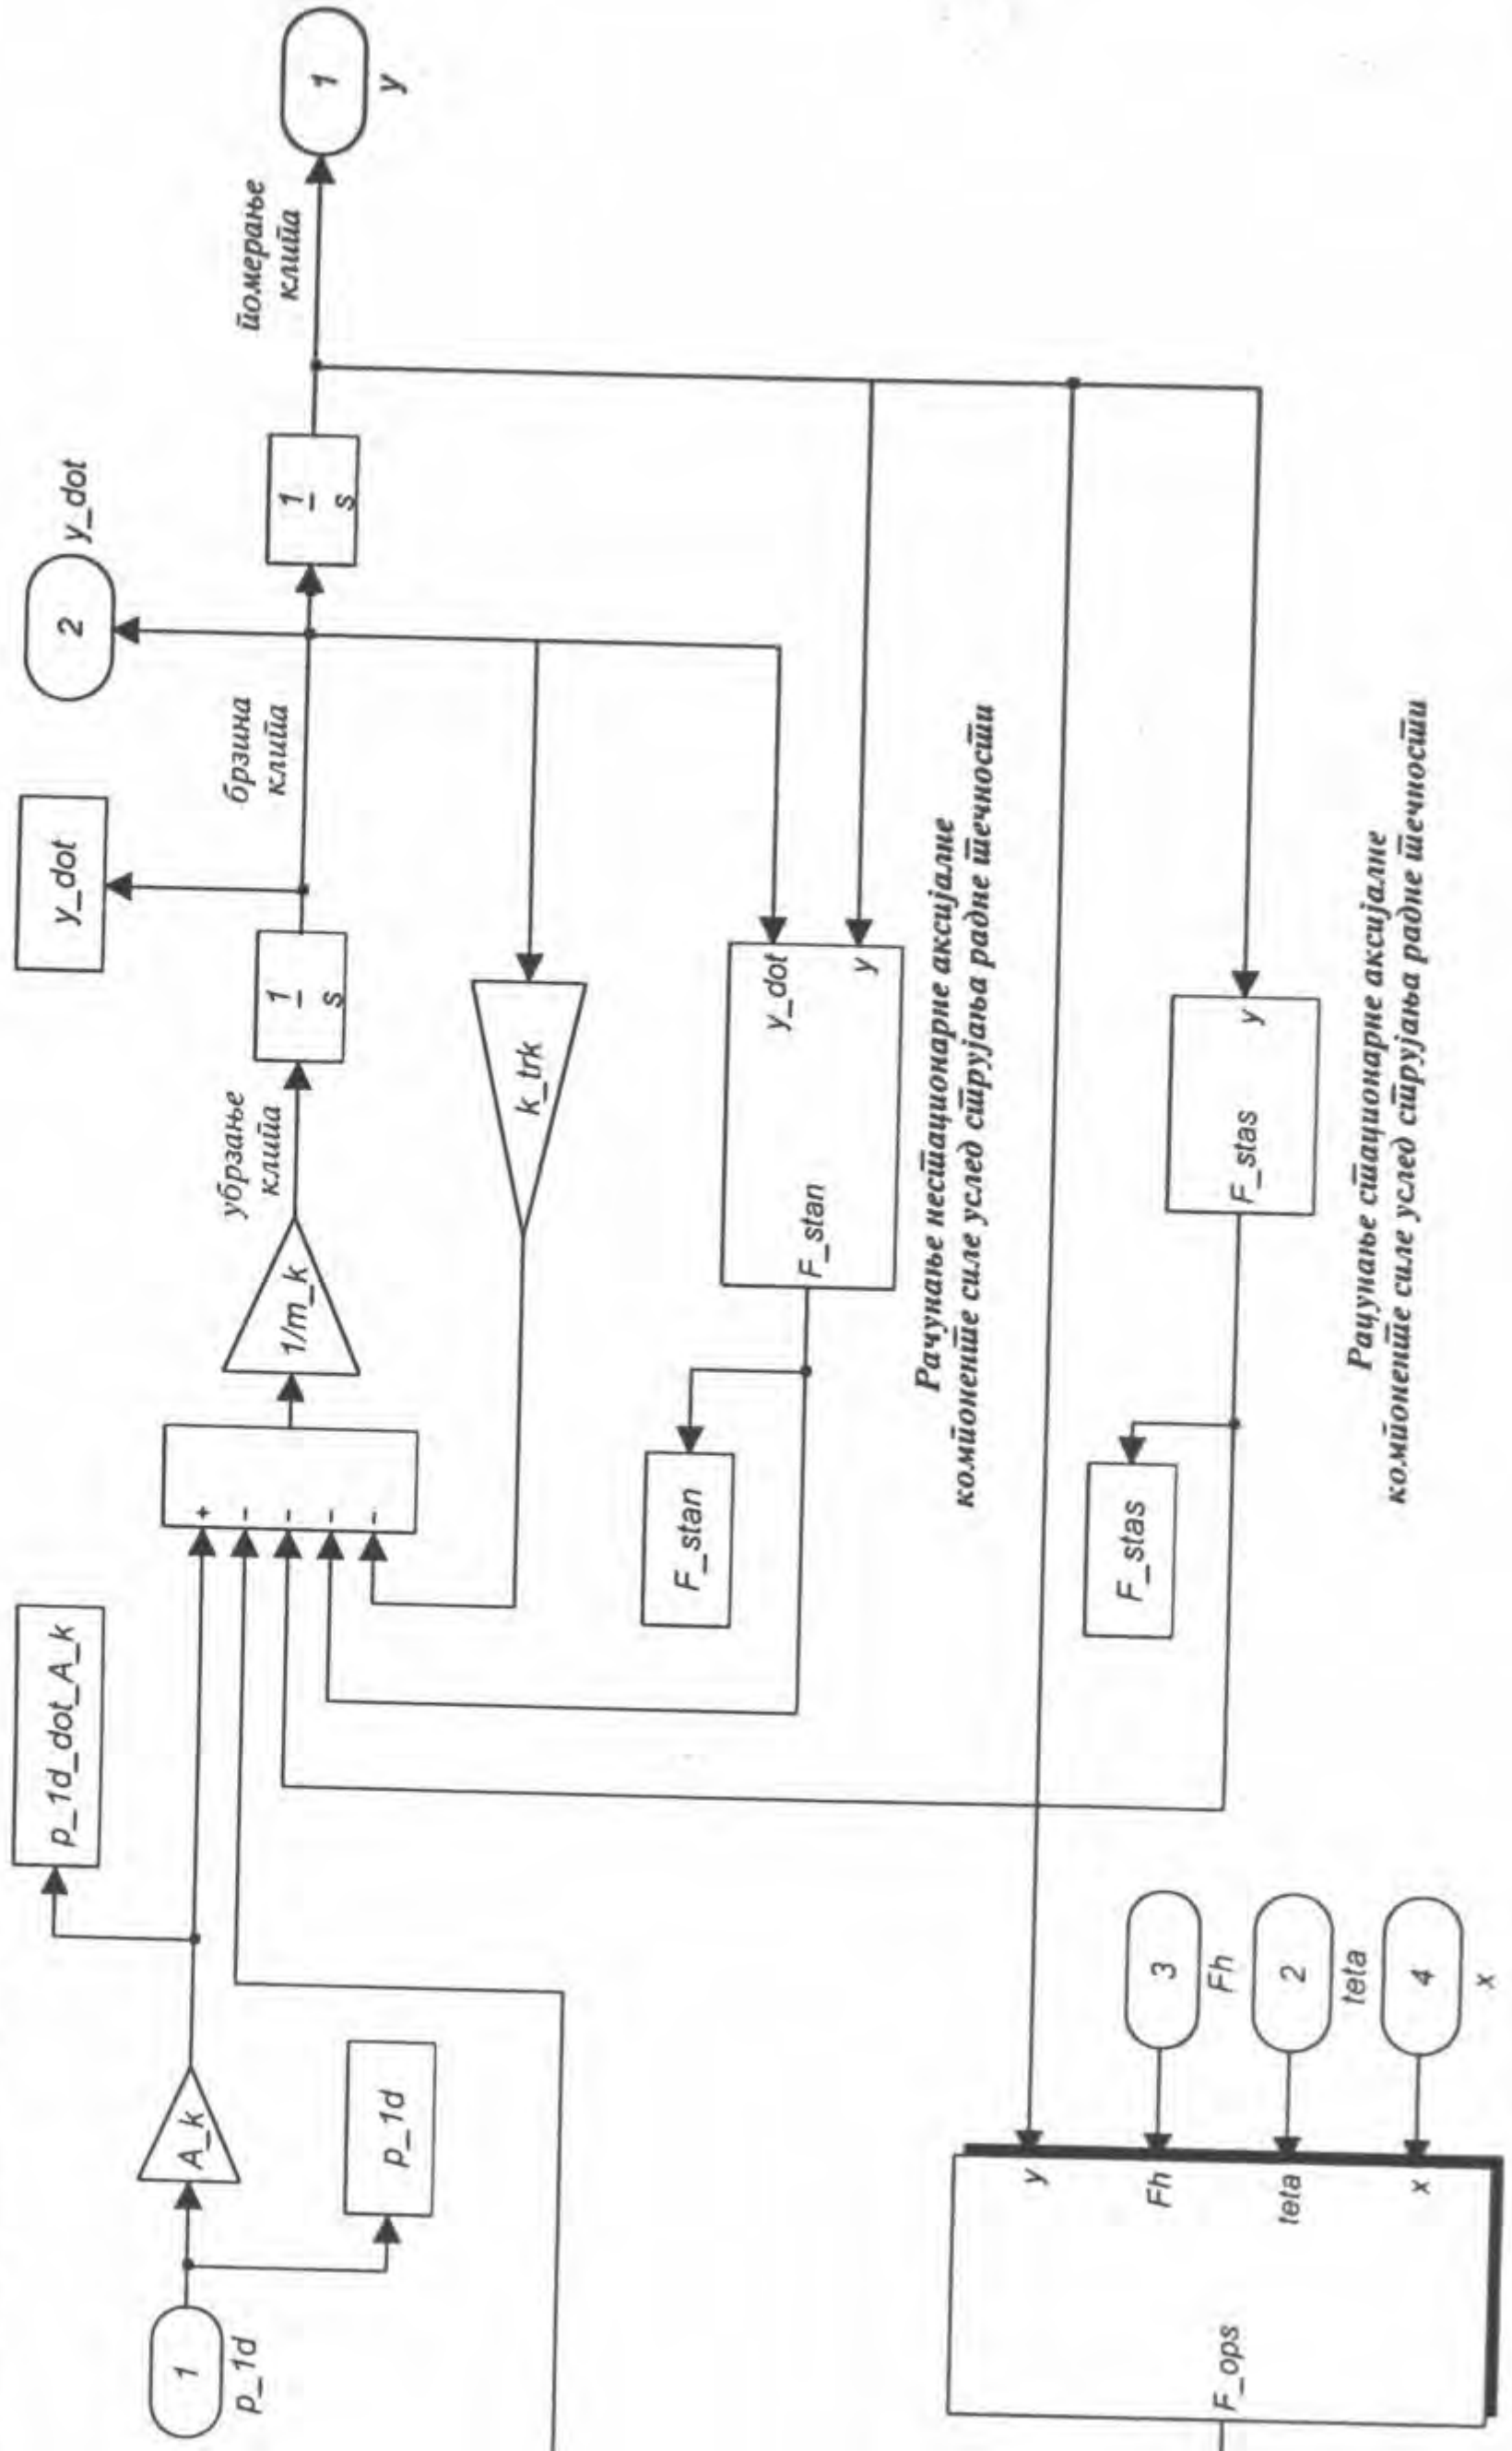 p_1d_dot_A_k
y_dot
2
y_dot
1
p_1d
A_k
p_1d
+
-
-
-
-
1/m_k
убрзање
клипа
1
s
брзина
клипа
1
s
померање
клипа
1
y
k_trk
F_stan
F_stan
y_dot
y
Рачунање нестационарне аксијалне
компоненте силе услед струјања радне течности
F_ops
y
Fh
teta
x
3
Fh
2
teta
4
x
F_stas
F_stas
y
Рацунање стационарне аксијалне
компоненте силе услед струјања радне течности